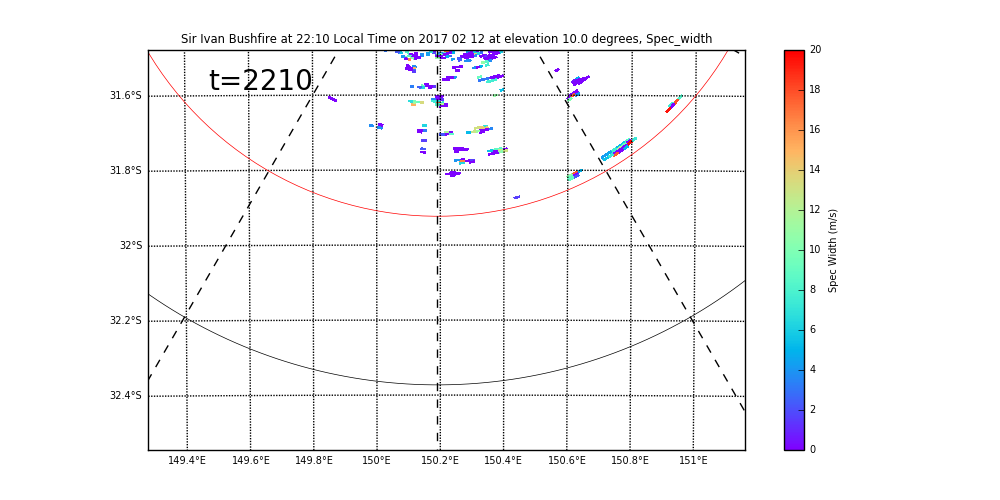 Sir Ivan Bushfire at 22:10 Local Time on 2017 02 12 at elevation 10.0 degrees, Spec_width
t=2210
31.6°S
31.8°S
32°S
32.2°S
32.4°S
149.4°E 149.6°E 149.8°E 150°E 150.2°E 150.4°E 150.6°E 150.8°E 151°E
20
18
16
14
12
10
8
6
4
2
0
Spec Width (m/s)